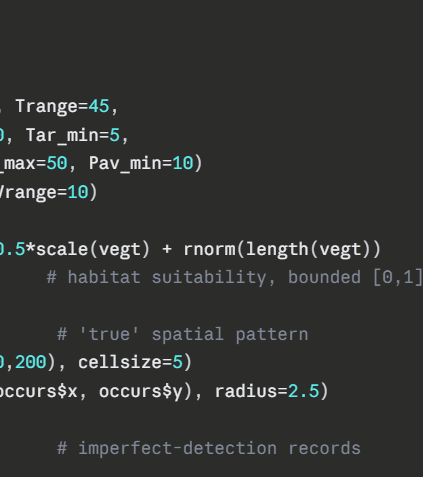 , Trange=45,
0, Tar_min=5,
_max=50, Pav_min=10)
Vrange=10)
0.5*scale(vegt) + rnorm(length(vegt))
# habitat suitability, bounded [0,1]
# 'true' spatial pattern
0,200), cellsize=5)
occurs$x, occurs$y), radius=2.5)
# imperfect-detection records